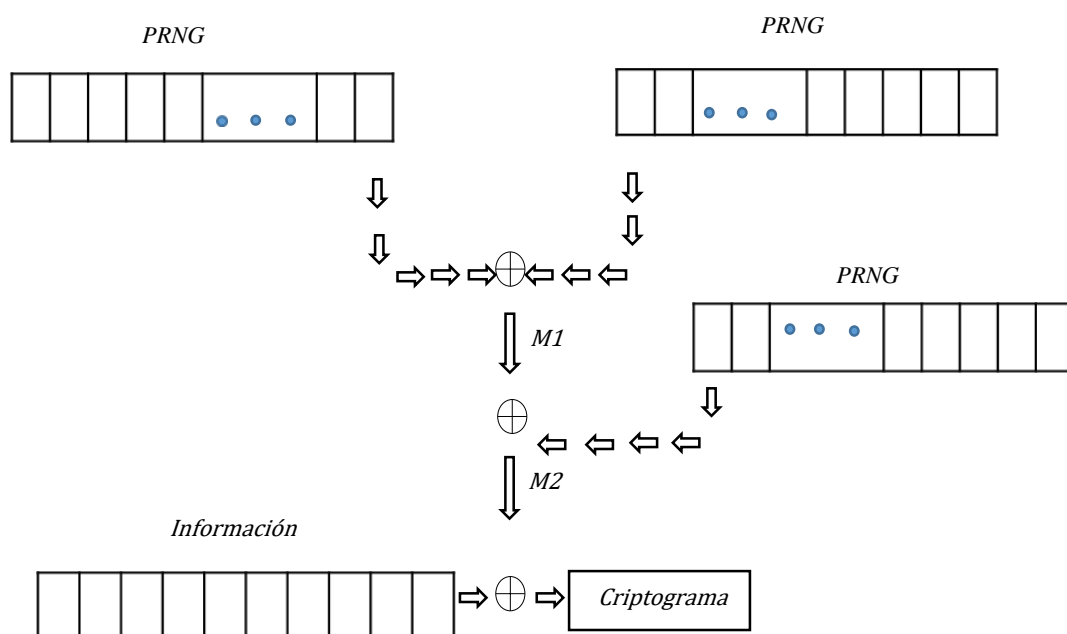 PRNG
PRNG
PRNG
M1
M2
Información
Criptograma